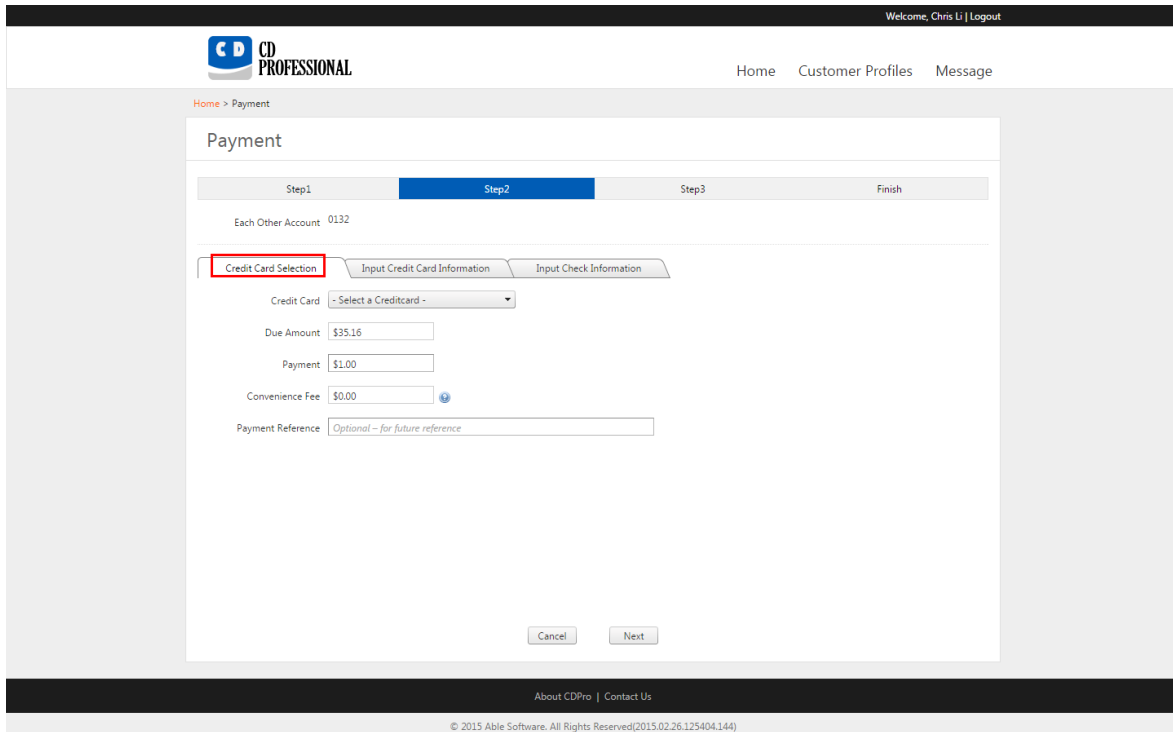 Welcome, Chris Li | Logout
C D
CD
PROFESSIONAL
Home Customer Profiles Message
Home > Payment
Payment
Step1 Step2 Step3 Finish
Each Other Account 0132
Credit Card Selection Input Credit Card Information Input Check Information
Credit Card - Select a Creditcard -
Due Amount $35.16
Payment $1.00
Convenience Fee $0.00
Payment Reference Optional – for future reference
Cancel Next
About CDPro | Contact Us
© 2015 Able Software. All Rights Reserved(2015.02.26.125404.144)